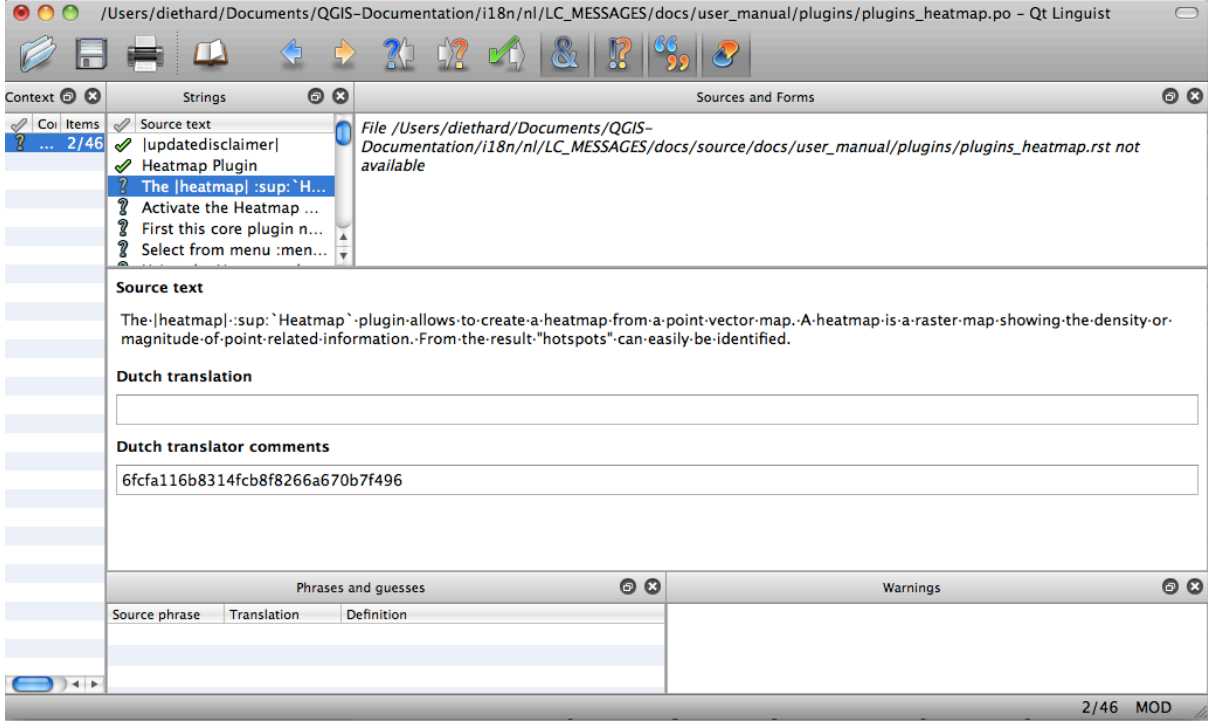 /Users/diethard/Documents/QGIS-Documentation/i18n/nl/LC_MESSAGES/docs/user_manual/plugins/plugins_heatmap.po – Qt Linguist
Context
Strings
Sources and Forms
Coı
Items
Source text
... 2/46
|updatedisclaimer|
Heatmap Plugin
The |heatmap| :sup:`H...
Activate the Heatmap ...
First this core plugin n...
Select from menu :men...
File /Users/diethard/Documents/QGIS-
Documentation/i18n/nl/LC_MESSAGES/docs/source/docs/user_manual/plugins/plugins_heatmap.rst not
available
Source text
The·|heatmap|·:sup:`Heatmap`·plugin·allows·to·create·a·heatmap·from·a·point·vector·map.·A·heatmap·is·a·raster·map·showing·the·density·or·
magnitude·of·point·related·information.·From·the·result·"hotspots"·can·easily·be·identified.
Dutch translation
Dutch translator comments
6fcfa116b8314fcb8f8266a670b7f496
Phrases and guesses
Warnings
Source phrase
Translation
Definition
2/46 MOD